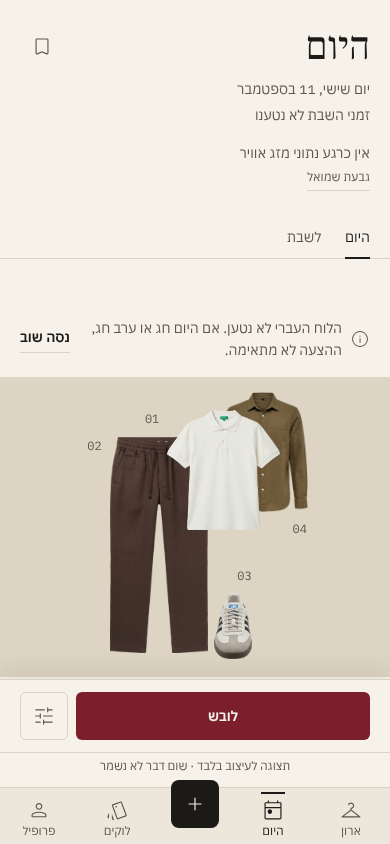 היום
יום שישי, 11 בספטמבר
זמני השבת לא נטענו
אין כרגע נתוני מזג אוויר
גבעת שמואל
היום
לשבת
הלוח העברי לא נטען. אם היום חג או ערב חג,
ההצעה לא מתאימה.
נסה שוב
01
02
04
03
לובש
תצוגה לעיצוב בלבד · שום דבר לא נשמר
ארון
היום
לוקים
פרופיל